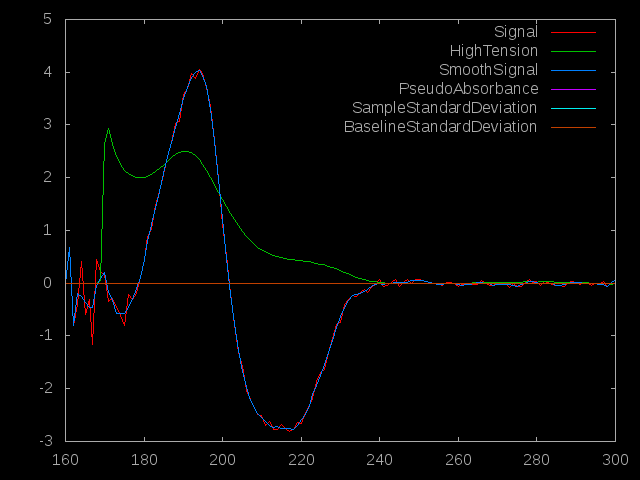 5
4
3
2
1
0
-1
-2
-3
160 180 200 220 240 260 280 300
Signal
HighTension
SmoothSignal
PseudoAbsorbance
SampleStandardDeviation
BaselineStandardDeviation